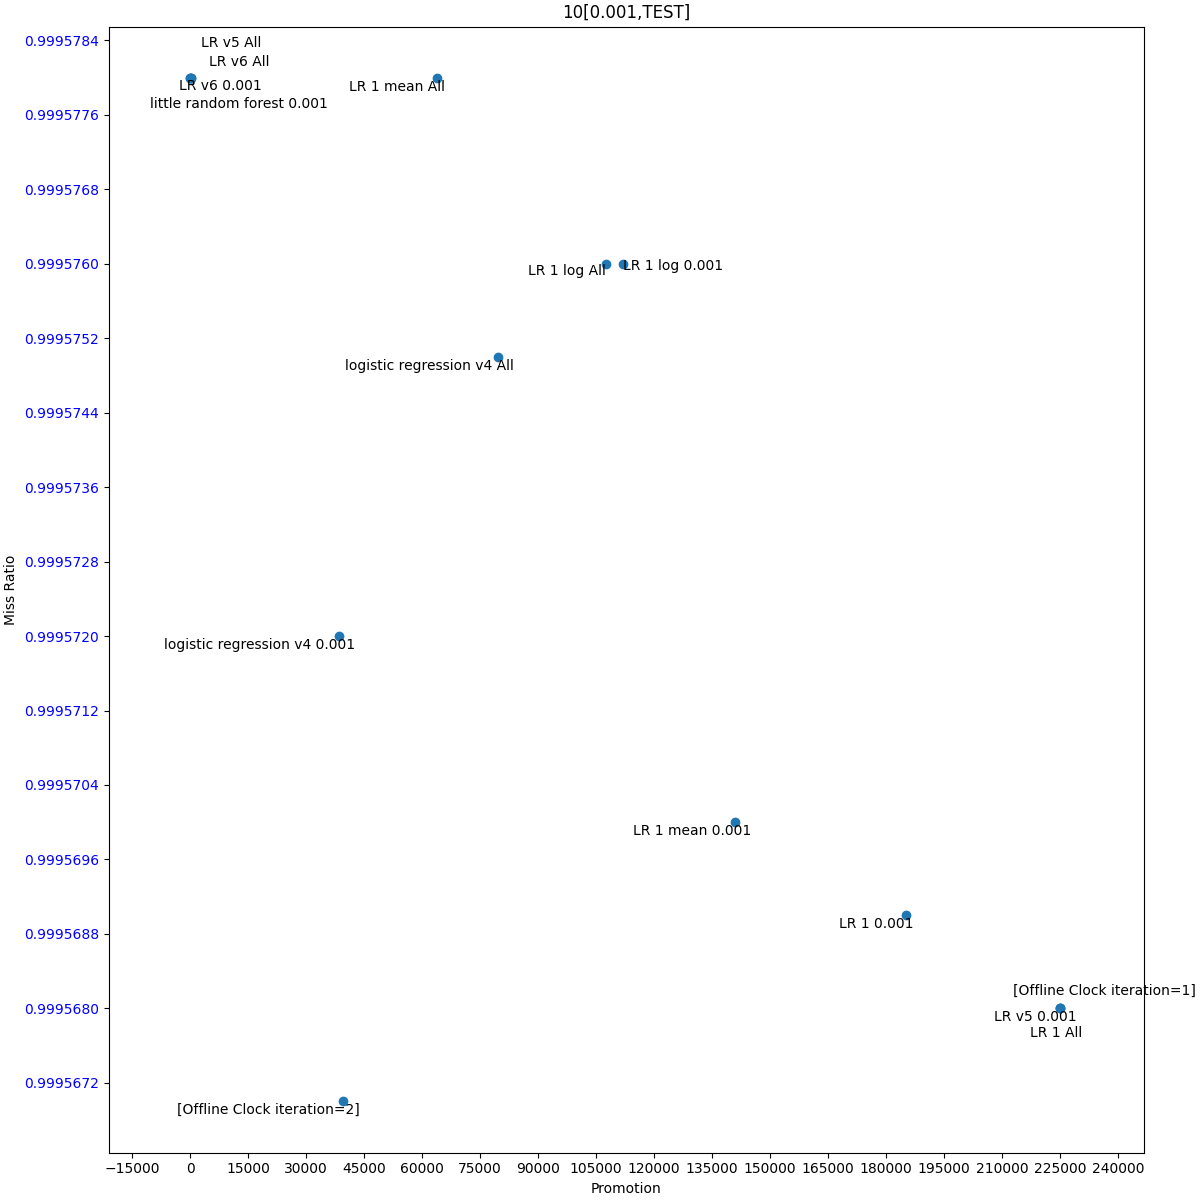 10[0.001,TEST]
0.9995784
LR v5 All
LR v6 All
LR v6 0.001
LR 1 mean All
little random forest 0.001
0.9995776
0.9995768
0.9995760
LR 1 log All
LR 1 log 0.001
0.9995752
logistic regression v4 All
0.9995744
0.9995736
0.9995728
Miss Ratio
0.9995720
logistic regression v4 0.001
0.9995712
0.9995704
LR 1 mean 0.001
0.9995696
LR 1 0.001
0.9995688
[Offline Clock iteration=1]
0.9995680
LR v5 0.001
LR 1 All
0.9995672
[Offline Clock iteration=2]
−15000 0 15000 30000 45000 60000 75000 90000 105000 120000 135000 150000 165000 180000 195000 210000 225000 240000
Promotion